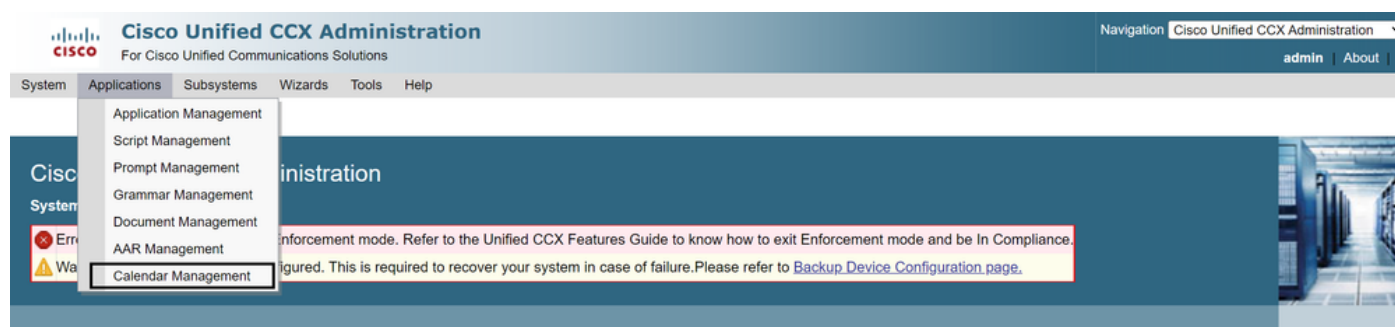 Cisco Unified CCX Administration
For Cisco Unified Communications Solutions
CISCO
Navigation Cisco Unified CCX Administration
admin | About |
System Applications Subsystems Wizards Tools Help
Application Management
Script Management
Prompt Management
Grammar Management
Document Management
AAR Management
Calendar Management
Cisc inistration
System
Erro nforcement mode. Refer to the Unified CCX Features Guide to know how to exit Enforcement mode and be In Compliance.
Wa igured. This is required to recover your system in case of failure.Please refer to Backup Device Configuration page.